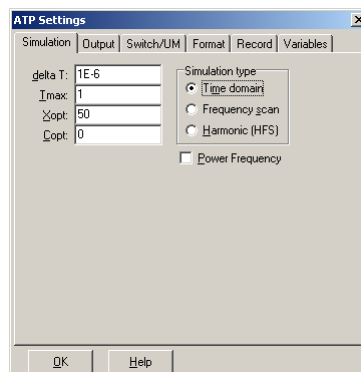 ATP Settings
Simulation Output Switch/UM Format Record Variables
delta T: 1E-6
Tmax: 1
Xopt: 50
Copt: 0
Simulation type
Time domain
Frequency scan
Harmonic (HFS)
Power Frequency
OK Help